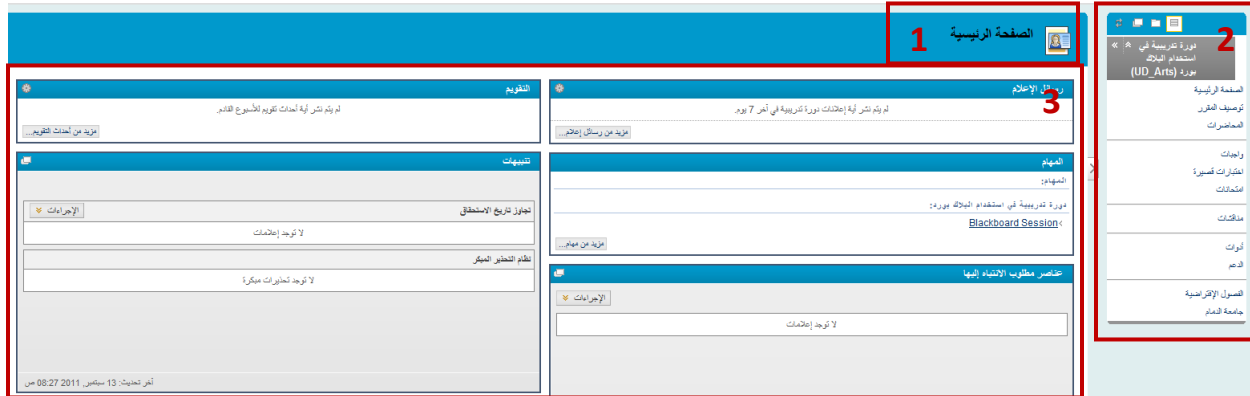 1
الصفحة الرئيسية
2
دورة تدريبية في
استخدام البلاك
بورد (UD_Arts)
الصفحة الرئيسية
توصيف المقرر
المحاضرات
واجبات
اختبارات قصيرة
امتحانات
مناقشات
أدوات
الدعم
الفصول الإفتراضية
جامعة الدمام
3
رسائل الإعلام
لم يتم نشر أية إعلانات دورة تدريبية في آخر 7 يوم.
مزيد من رسائل إعلام...
المهام
المهام:
دورة تدريبية في استخدام البلاك بورد:
Blackboard Session
مزيد من مهام...
عناصر مطلوب الانتباه إليها
الإجراءات
لا توجد إعلامات
التقويم
لم يتم نشر أية أحداث تقويم للأسبوع القادم.
مزيد من أحداث التقويم...
تنبيهات
تجاوز تاريخ الاستحقاق
الإجراءات
لا توجد إعلامات
نظام التحذير المبكر
لا توجد تحذيرات مبكرة
آخر تحديث: 13 سبتمبر, 2011 08:27 ص